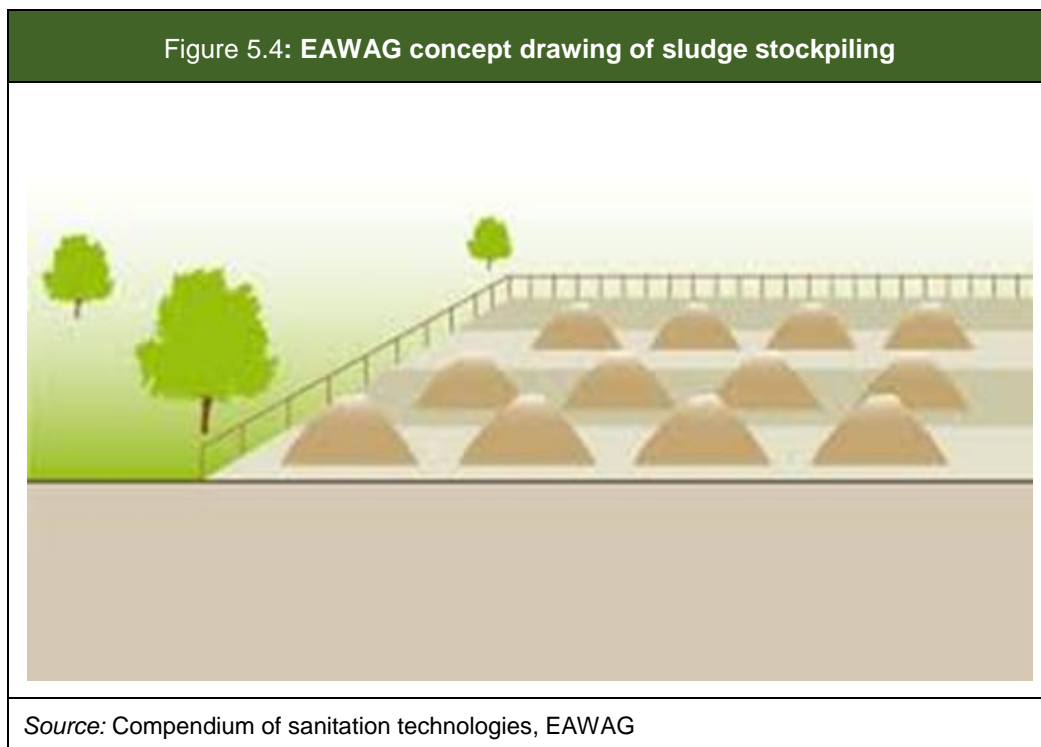 Figure 5.4: EAWAG concept drawing of sludge stockpiling
Source: Compendium of sanitation technologies, EAWAG